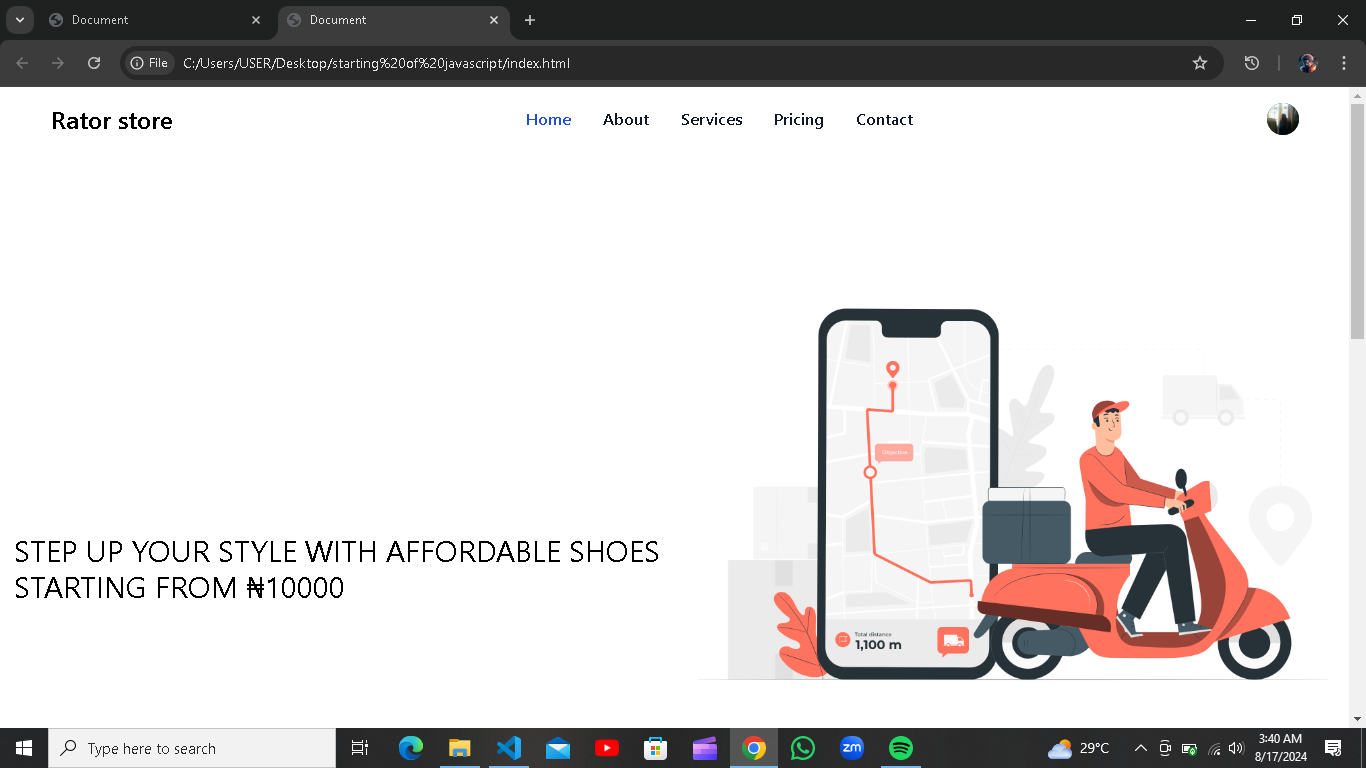 Document
Document
File
C:/Users/USER/Desktop/starting%20of%20javascript/index.html
Rator store
Home
About
Services
Pricing
Contact
STEP UP YOUR STYLE WITH AFFORDABLE SHOES
STARTING FROM ₦10000
Total distance
1,100 m
Type here to search
zm
29°C
3:40 AM
8/17/2024